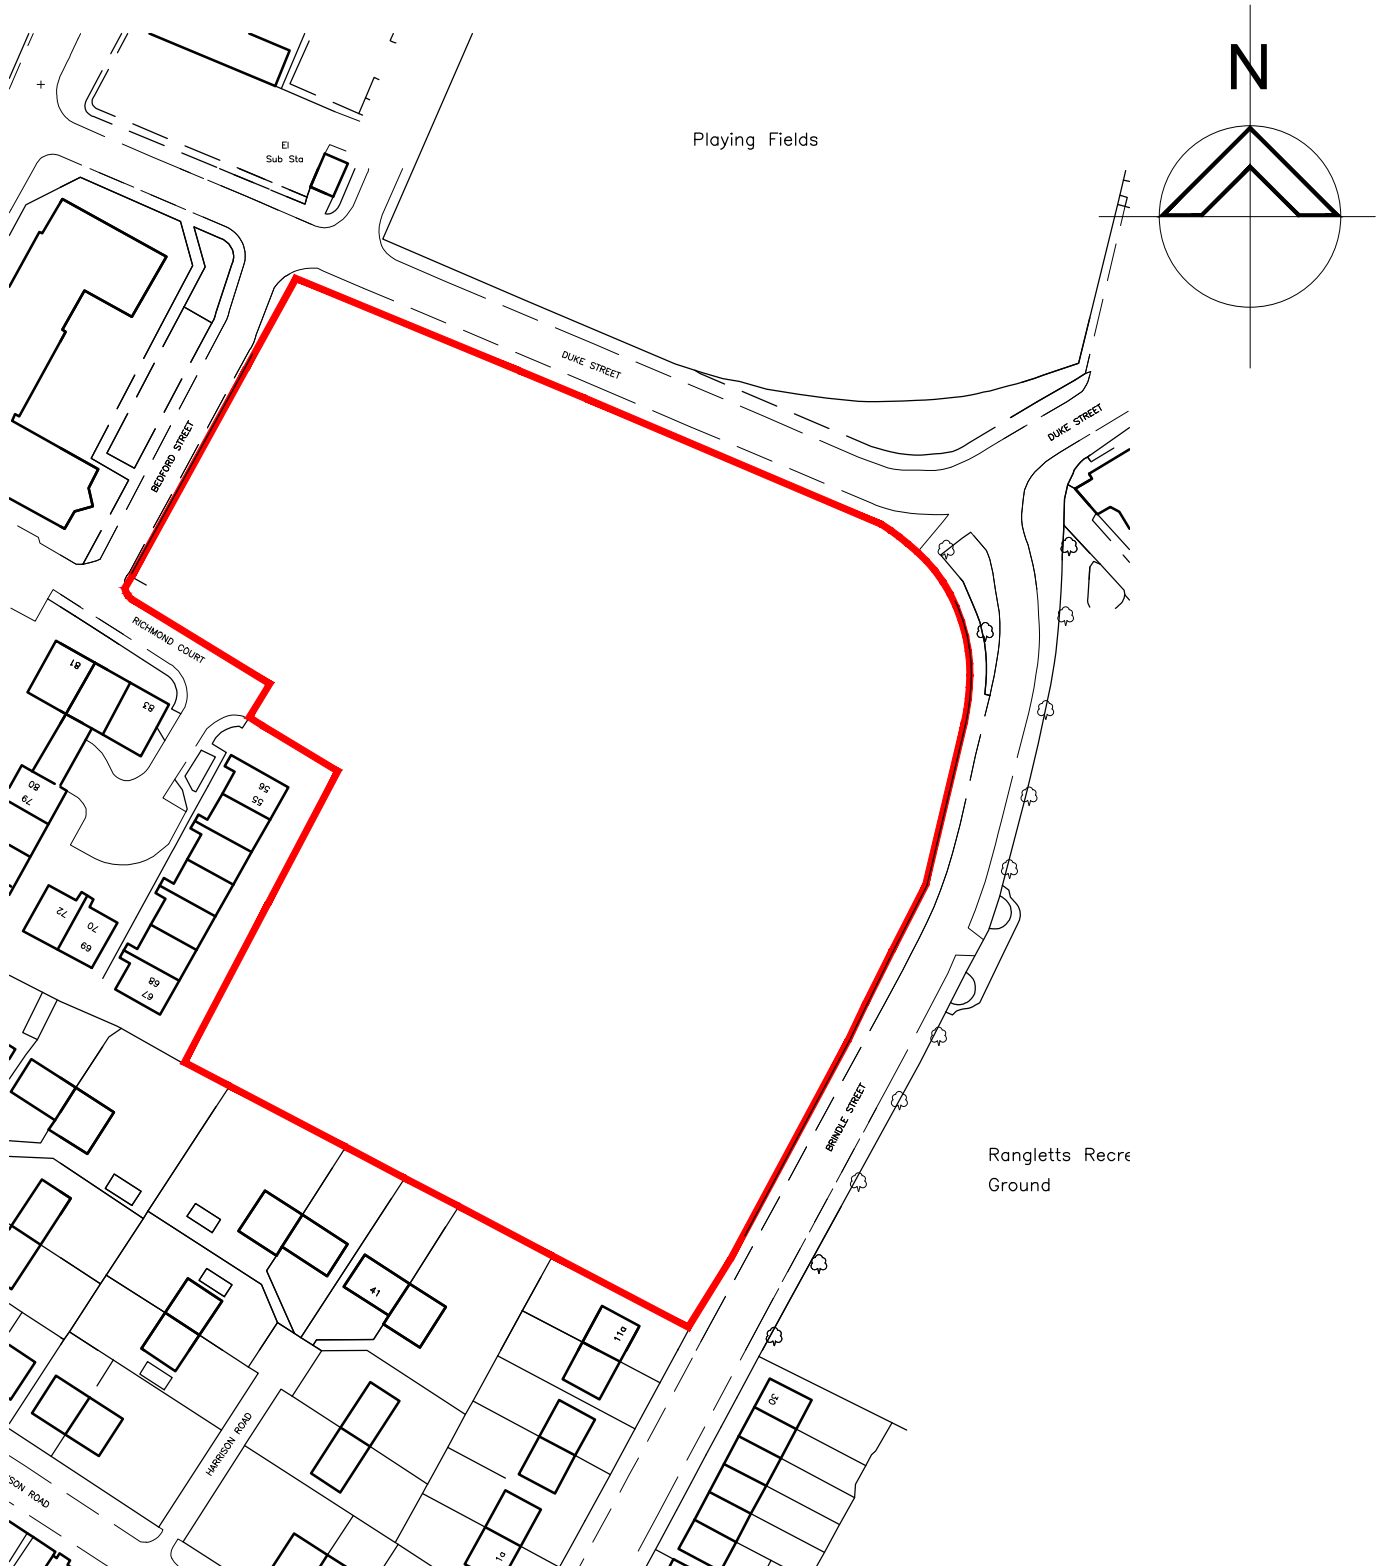 N
Playing Fields
El
Sub Sta
DUKE STREET
DUKE STREET
BEDFORD STREET
RICHMOND COURT
81
83
80
79
56
55
72
70
69
68
67
BRINDLE STREET
Rangletts Recre
Ground
41
11a
30
HARRISON ROAD
SON ROAD
1a